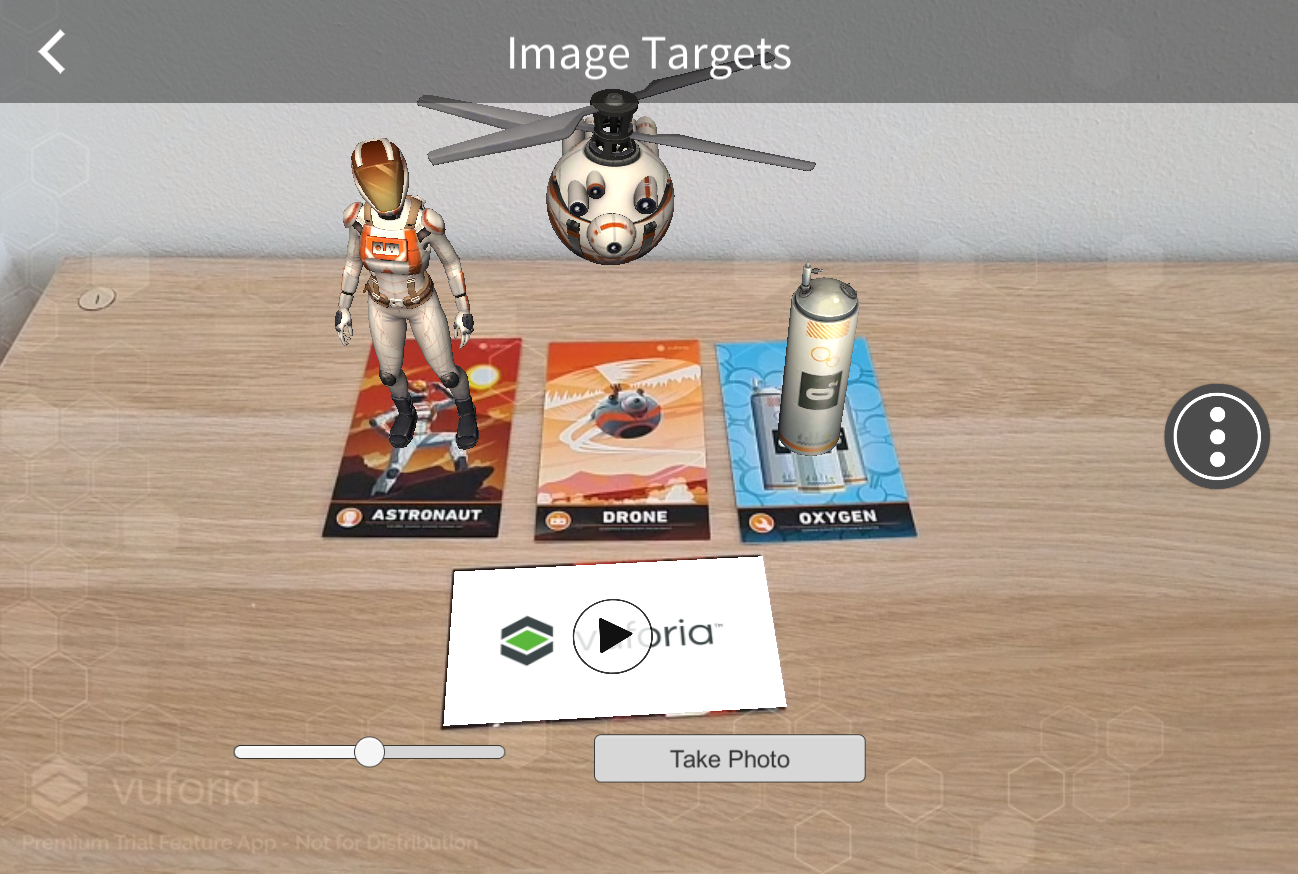 Image Targets
ASTRONAUT
DRONE
OXYGEN
vuforia™
Take Photo
vuforia
Premium Trial Feature App - Not for Distribution